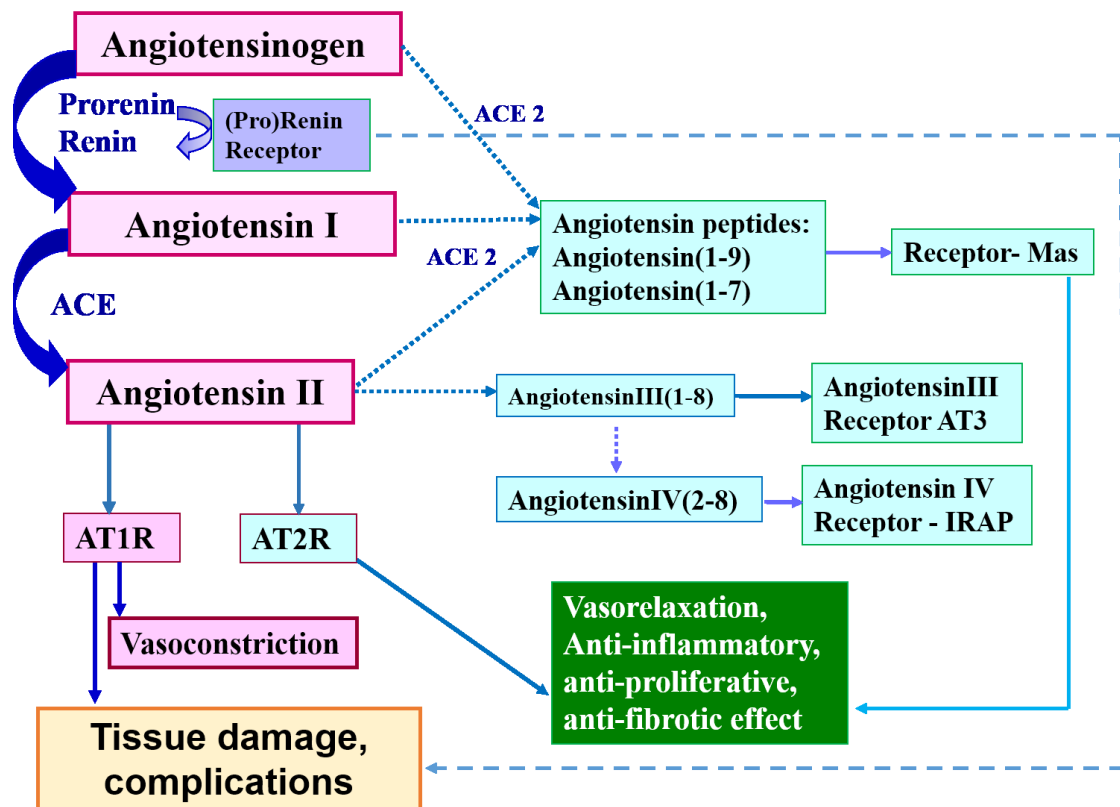 Angiotensinogen
Prorenin
Renin
(Pro)Renin
Receptor
ACE 2
Angiotensin I
Angiotensin peptides:
Angiotensin(1-9)
Angiotensin(1-7)
Receptor- Mas
ACE 2
ACE
Angiotensin II
AngiotensinIII(1-8)
AngiotensinIII
Receptor AT3
AngiotensinIV(2-8)
Angiotensin IV
Receptor - IRAP
AT1R
AT2R
Vasoconstriction
Vasorelaxation,
Anti-inflammatory,
anti-proliferative,
anti-fibrotic effect
Tissue damage,
complications